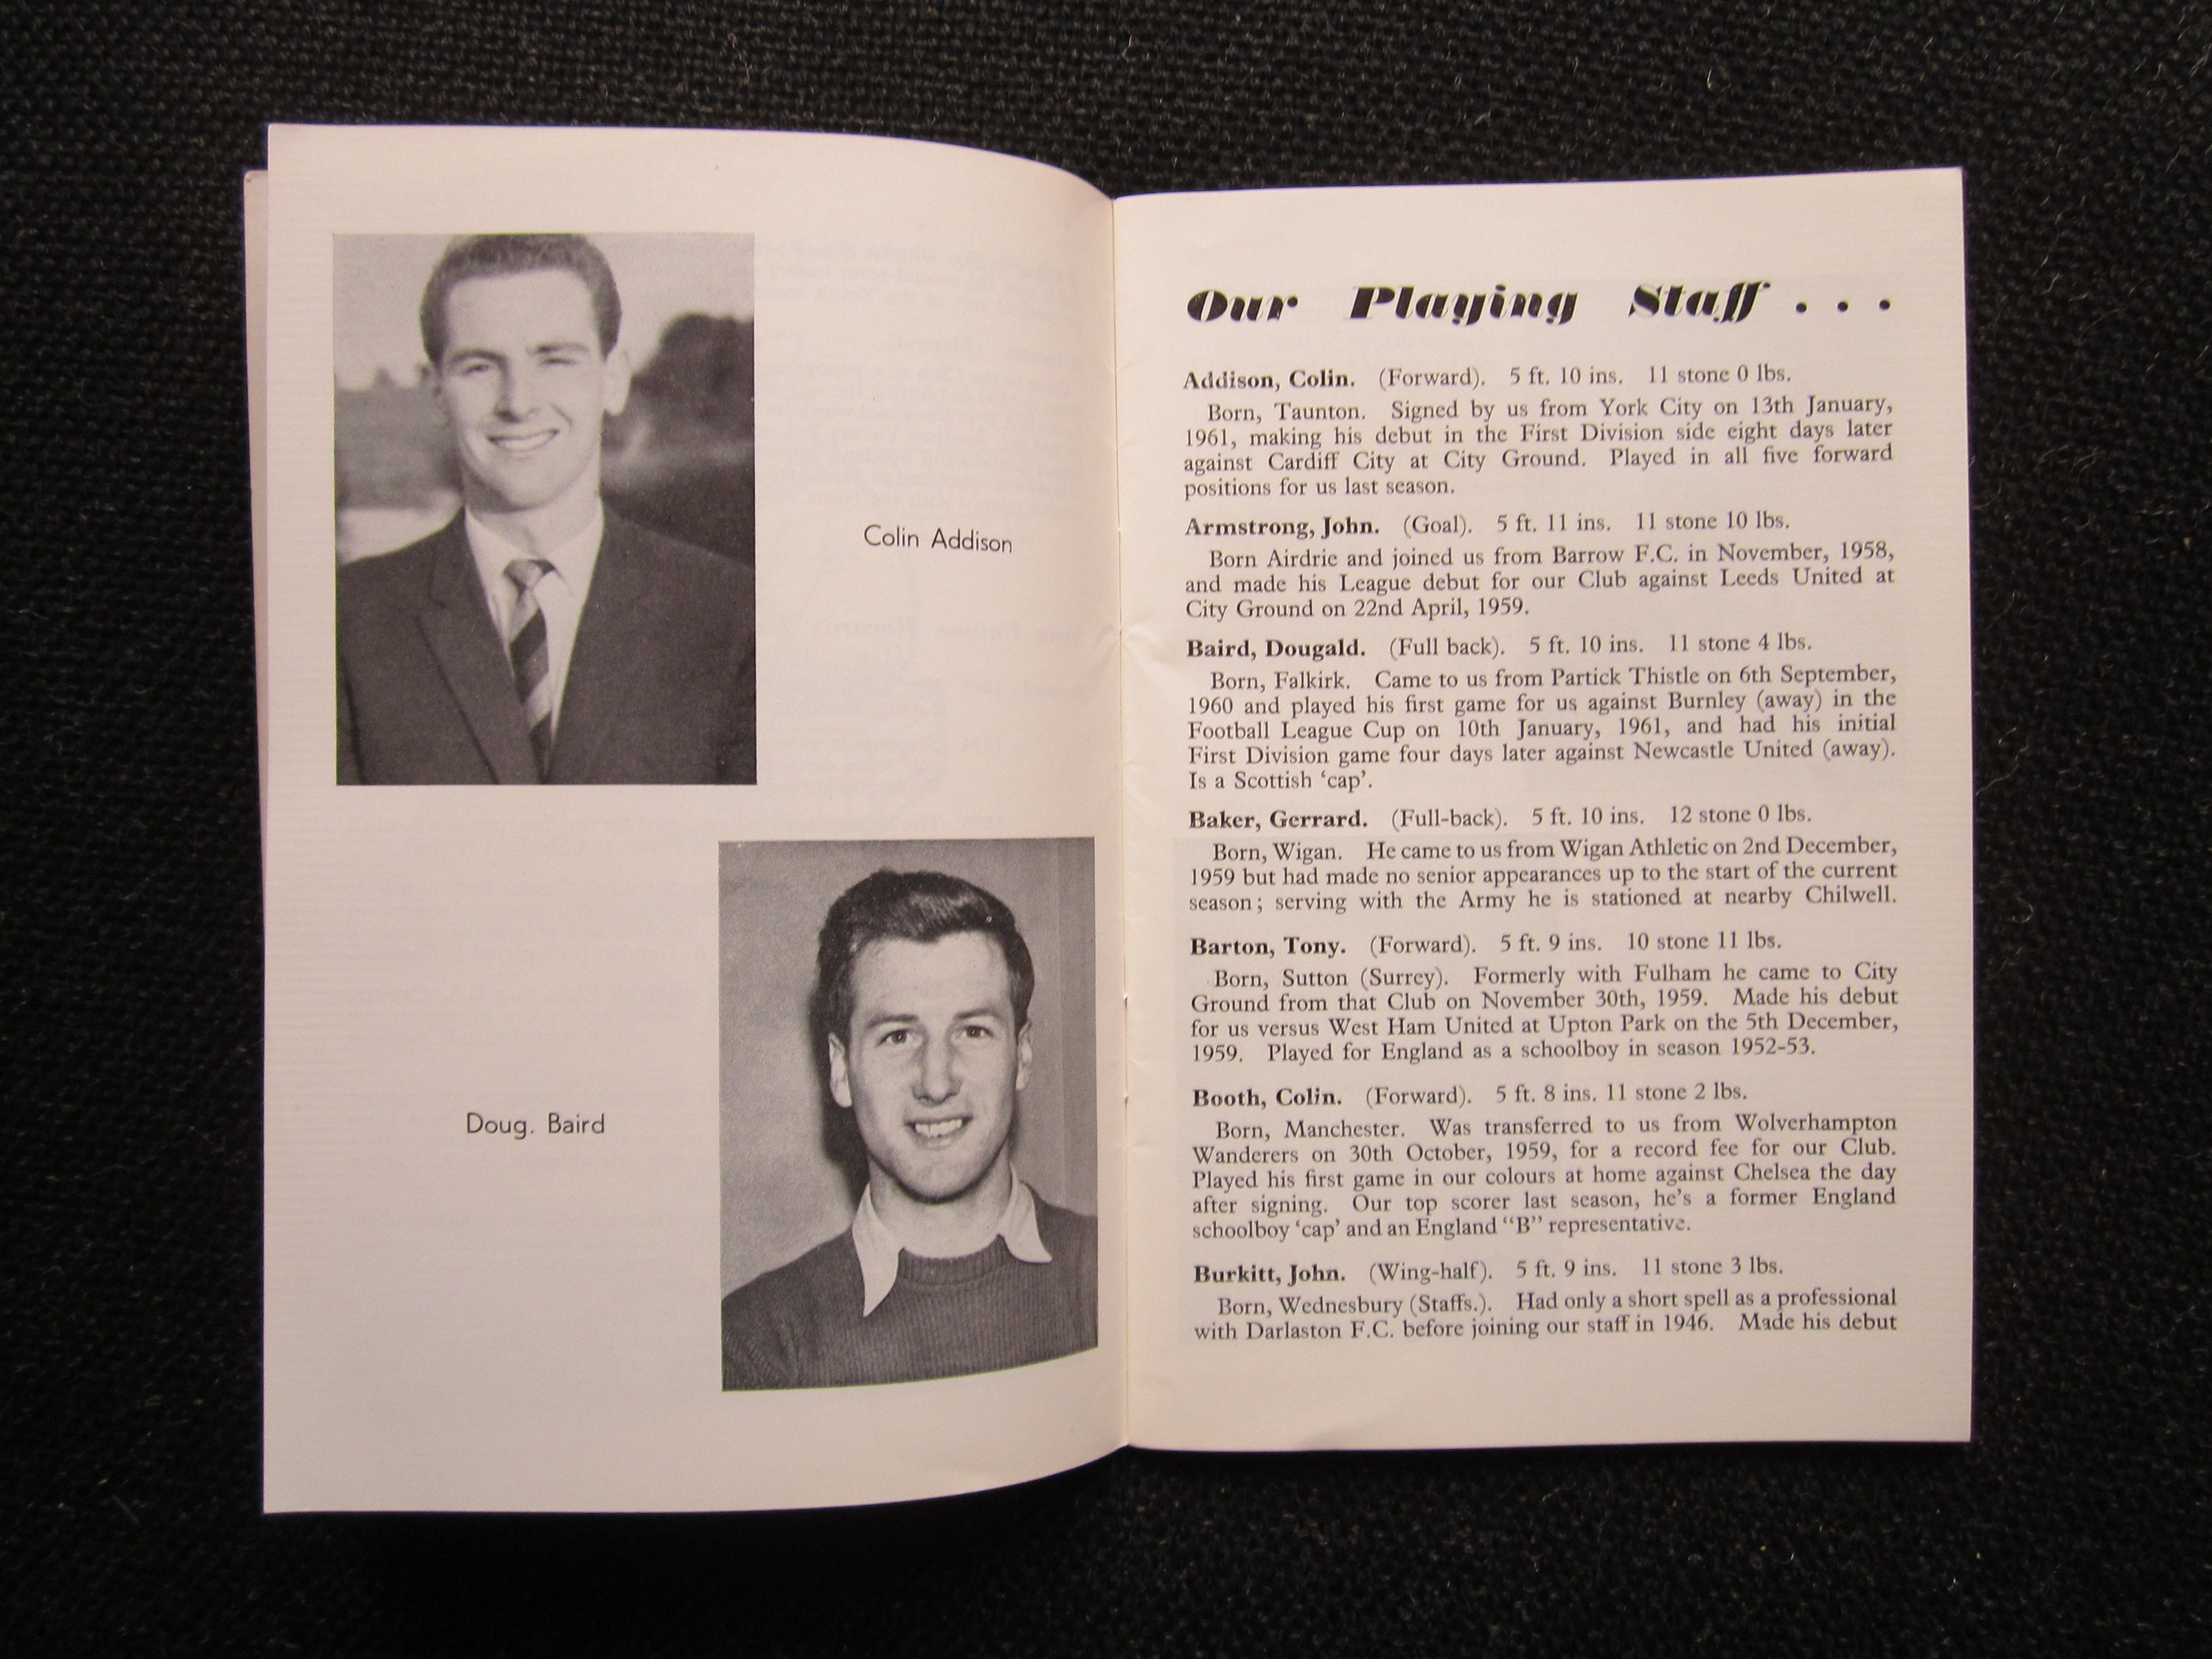 Colin Addison
Doug. Baird
Our Playing Staff . . .
Addison, Colin. (Forward). 5 ft. 10 ins. 11 stone 0 lbs.
Born, Taunton. Signed by us from York City on 13th January,
1961, making his debut in the First Division side eight days later
against Cardiff City at City Ground. Played in all five forward
positions for us last season.
Armstrong, John. (Goal). 5 ft. 11 ins. 11 stone 10 lbs.
Born Airdrie and joined us from Barrow F.C. in November, 1958,
and made his League debut for our Club against Leeds United at
City Ground on 22nd April, 1959.
Baird, Dougald. (Full back). 5 ft. 10 ins. 11 stone 4 lbs.
Born, Falkirk. Came to us from Partick Thistle on 6th September,
1960 and played his first game for us against Burnley (away) in the
Football League Cup on 10th January, 1961, and had his initial
First Division game four days later against Newcastle United (away).
Is a Scottish ‘cap’.
Baker, Gerrard. (Full-back). 5 ft. 10 ins. 12 stone 0 lbs.
Born, Wigan. He came to us from Wigan Athletic on 2nd December,
1959 but had made no senior appearances up to the start of the current
season; serving with the Army he is stationed at nearby Chilwell.
Barton, Tony. (Forward). 5 ft. 9 ins. 10 stone 11 lbs.
Born, Sutton (Surrey). Formerly with Fulham he came to City
Ground from that Club on November 30th, 1959. Made his debut
for us versus West Ham United at Upton Park on the 5th December,
1959. Played for England as a schoolboy in season 1952-53.
Booth, Colin. (Forward). 5 ft. 8 ins. 11 stone 2 lbs.
Born, Manchester. Was transferred to us from Wolverhampton
Wanderers on 30th October, 1959, for a record fee for our Club.
Played his first game in our colours at home against Chelsea the day
after signing. Our top scorer last season, he's a former England
schoolboy ‘cap’ and an England “B” representative.
Burkitt, John. (Wing-half). 5 ft. 9 ins. 11 stone 3 lbs.
Born, Wednesbury (Staffs.). Had only a short spell as a professional
with Darlaston F.C. before joining our staff in 1946. Made his debut